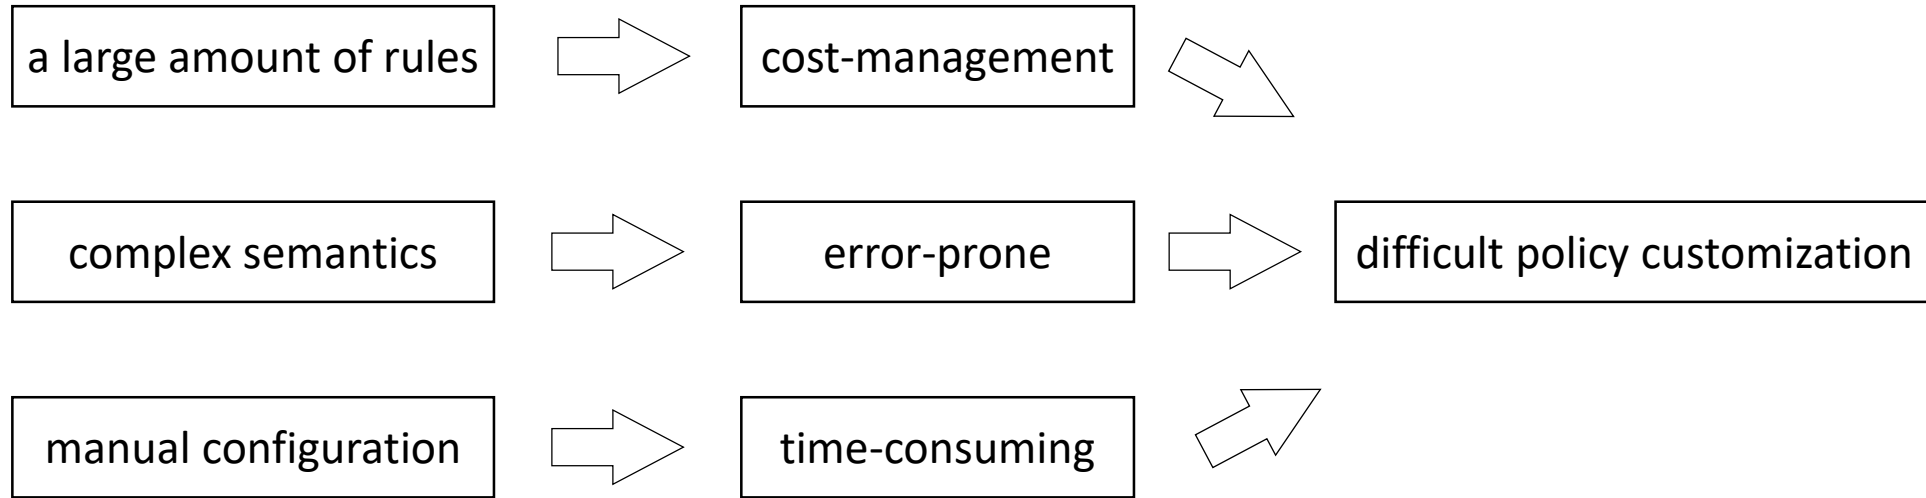 a large amount of rules
cost-management
complex semantics
error-prone
difficult policy customization
manual configuration
time-consuming